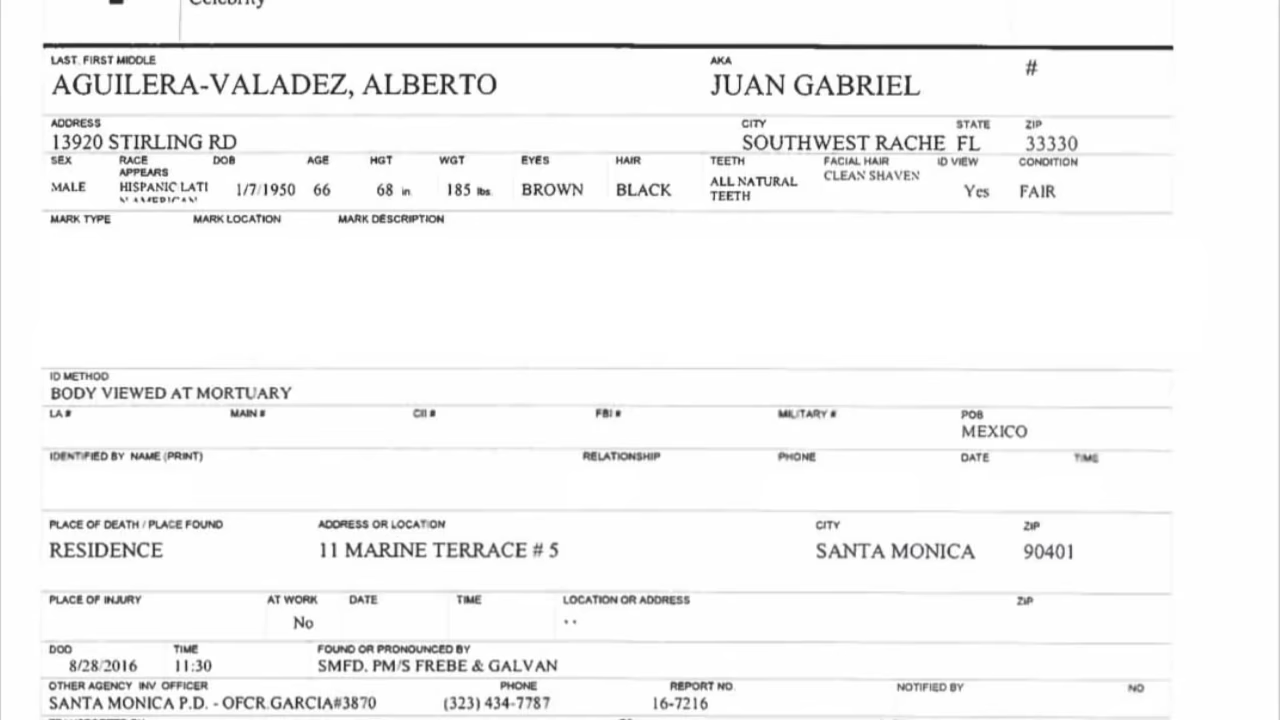 Celebrity
LAST, FIRST MIDDLE AKA #
AGUILERA-VALADEZ, ALBERTO JUAN GABRIEL
ADDRESS CITY STATE ZIP
13920 STIRLING RD SOUTHWEST RACHE FL 33330
SEX RACE DOB AGE HGT WGT EYES HAIR TEETH FACIAL HAIR ID VIEW CONDITION
APPEARS CLEAN SHAVEN
MALE HISPANIC LATI 1/7/1950 66 68 in. 185 lbs. BROWN BLACK ALL NATURAL Yes FAIR
N AMERICAN TEETH
MARK TYPE MARK LOCATION MARK DESCRIPTION
ID METHOD
BODY VIEWED AT MORTUARY
LA # MAIN # CII # FBI # MILITARY # POB
MEXICO
IDENTIFIED BY NAME (PRINT) RELATIONSHIP PHONE DATE TIME
PLACE OF DEATH / PLACE FOUND ADDRESS OR LOCATION CITY ZIP
RESIDENCE 11 MARINE TERRACE # 5 SANTA MONICA 90401
PLACE OF INJURY AT WORK DATE TIME LOCATION OR ADDRESS ZIP
No
DOD TIME FOUND OR PRONOUNCED BY
8/28/2016 11:30 SMFD, PM/S FREBE & GALVAN
OTHER AGENCY INV OFFICER PHONE REPORT NO. NOTIFIED BY NO
SANTA MONICA P.D. - OFCR.GARCIA#3870 (323) 434-7787 16-7216